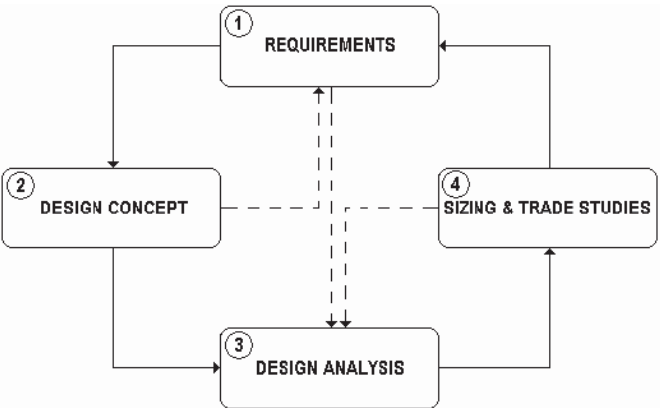 1
REQUIREMENTS
2
DESIGN CONCEPT
4
SIZING & TRADE STUDIES
3
DESIGN ANALYSIS